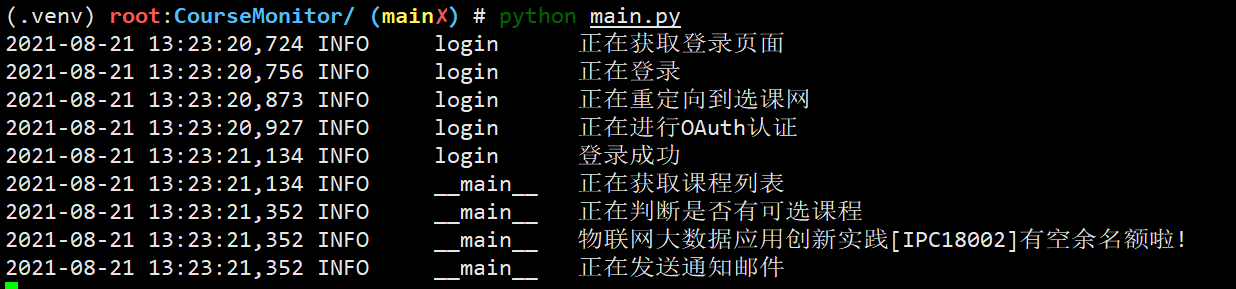 (.venv) root:CourseMonitor/ (main✗) # python main.py
2021-08-21 13:23:20,724 INFO login 正在获取登录页面
2021-08-21 13:23:20,756 INFO login 正在登录
2021-08-21 13:23:20,873 INFO login 正在重定向到选课网
2021-08-21 13:23:20,927 INFO login 正在进行OAuth认证
2021-08-21 13:23:21,134 INFO login 登录成功
2021-08-21 13:23:21,134 INFO __main__ 正在获取课程列表
2021-08-21 13:23:21,352 INFO __main__ 正在判断是否有可选课程
2021-08-21 13:23:21,352 INFO __main__ 物联网大数据应用创新实践[IPC18002]有空余名额啦!
2021-08-21 13:23:21,352 INFO __main__ 正在发送通知邮件